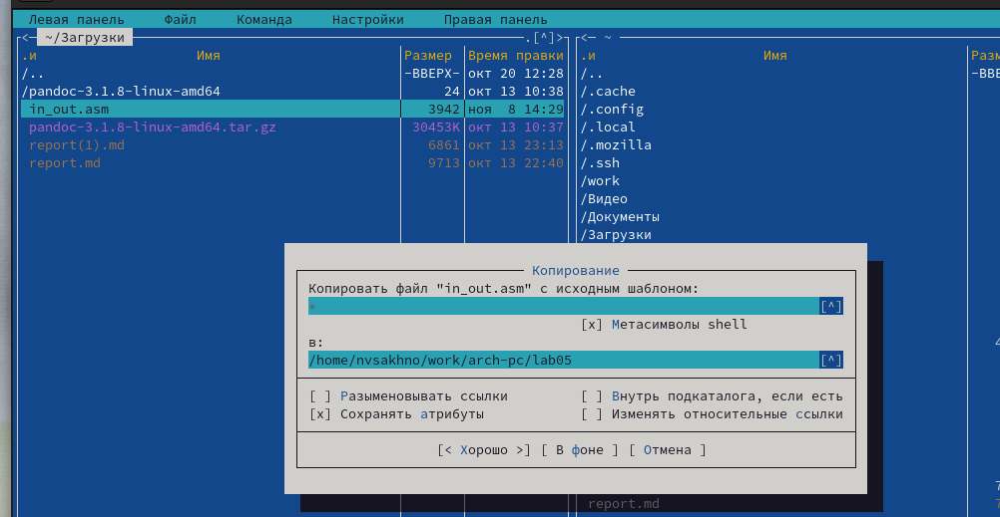 Левая панель Файл Команда Настройки Правая панель
<- ~/Загрузки .[^]>
.и Имя Размер Время правки
/.. -ВВЕРХ- окт 20 12:28
/pandoc-3.1.8-linux-amd64 24 окт 13 10:38
in_out.asm 3942 ноя 8 14:29
pandoc-3.1.8-linux-amd64.tar.gz 30453K окт 13 10:37
report(1).md 6861 окт 13 23:13
report.md 9713 окт 13 22:40
<- ~
.и Имя Разм
/.. -ВВЕ
/.cache
/.config
/.local
/.mozilla
/.ssh
/work
/Видео
/Документы
/Загрузки
Копирование
Копировать файл "in_out.asm" с исходным шаблоном:
* [^]
[x] Метасимволы shell
в:
/home/nvsakhno/work/arch-pc/lab05 [^]
[ ] Разыменовывать ссылки [ ] Внутрь подкаталога, если есть
[x] Сохранять атрибуты [ ] Изменять относительные ссылки
[< Хорошо >] [ В фоне ] [ Отмена ]
report.md